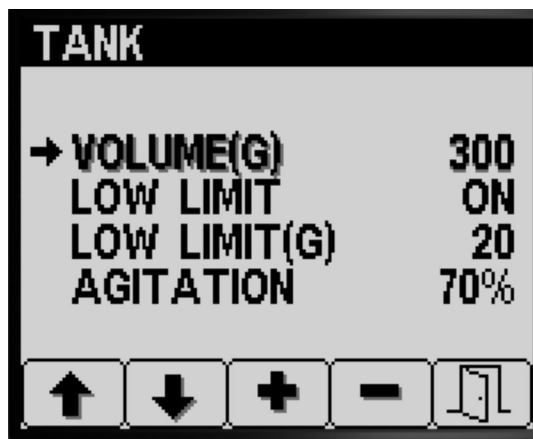 TANK
VOLUME(G) 300
LOW LIMIT ON
LOW LIMIT(G) 20
AGITATION 70%